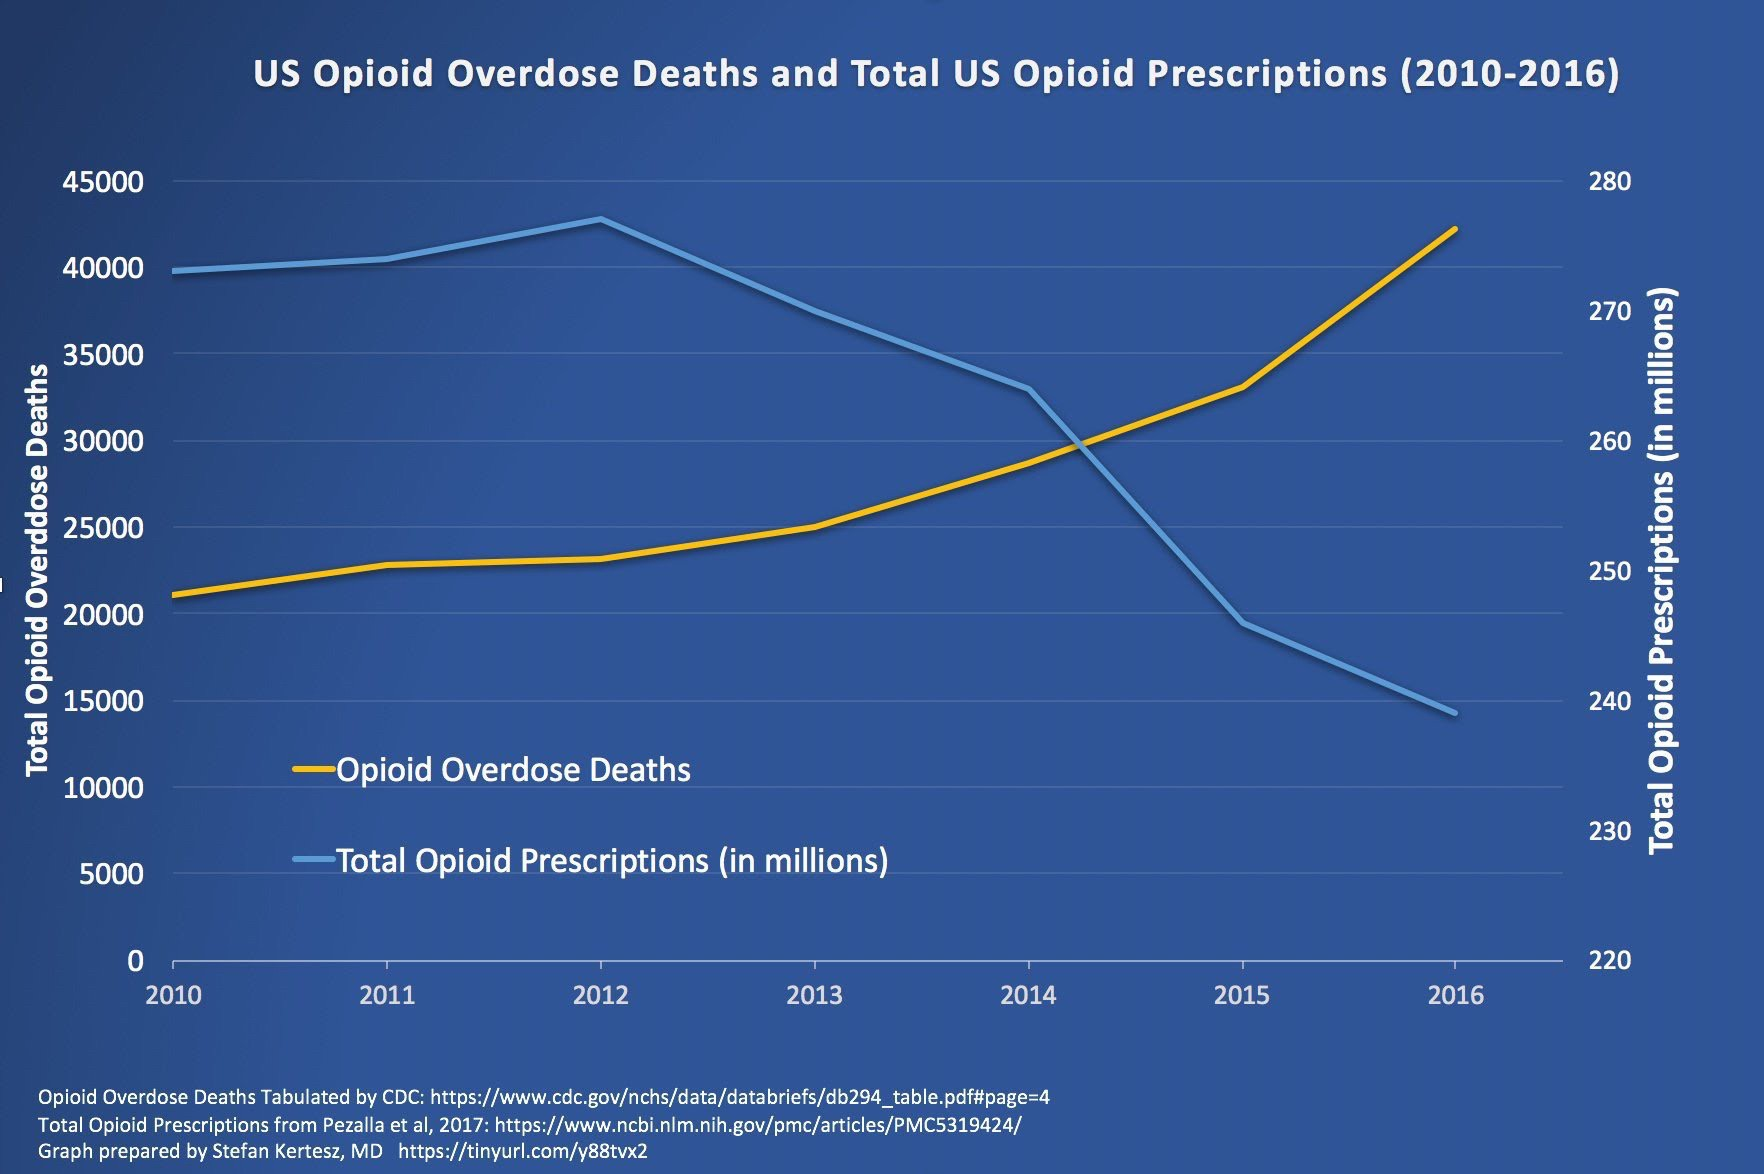 US Opioid Overdose Deaths and Total US Opioid Prescriptions (2010-2016)
45000
40000
35000
30000
25000
20000
15000
10000
5000
0
Total Opioid Overddose Deaths
280
270
260
250
240
230
220
Total Opioid Prescriptions (in millions)
Opioid Overdose Deaths
Total Opioid Prescriptions (in millions)
2010 2011 2012 2013 2014 2015 2016
Opioid Overdose Deaths Tabulated by CDC: https://www.cdc.gov/nchs/data/databriefs/db294_table.pdf#page=4
Total Opioid Prescriptions from Pezalla et al, 2017: https://www.ncbi.nlm.nih.gov/pmc/articles/PMC5319424/
Graph prepared by Stefan Kertesz, MD https://tinyurl.com/y88tvx2